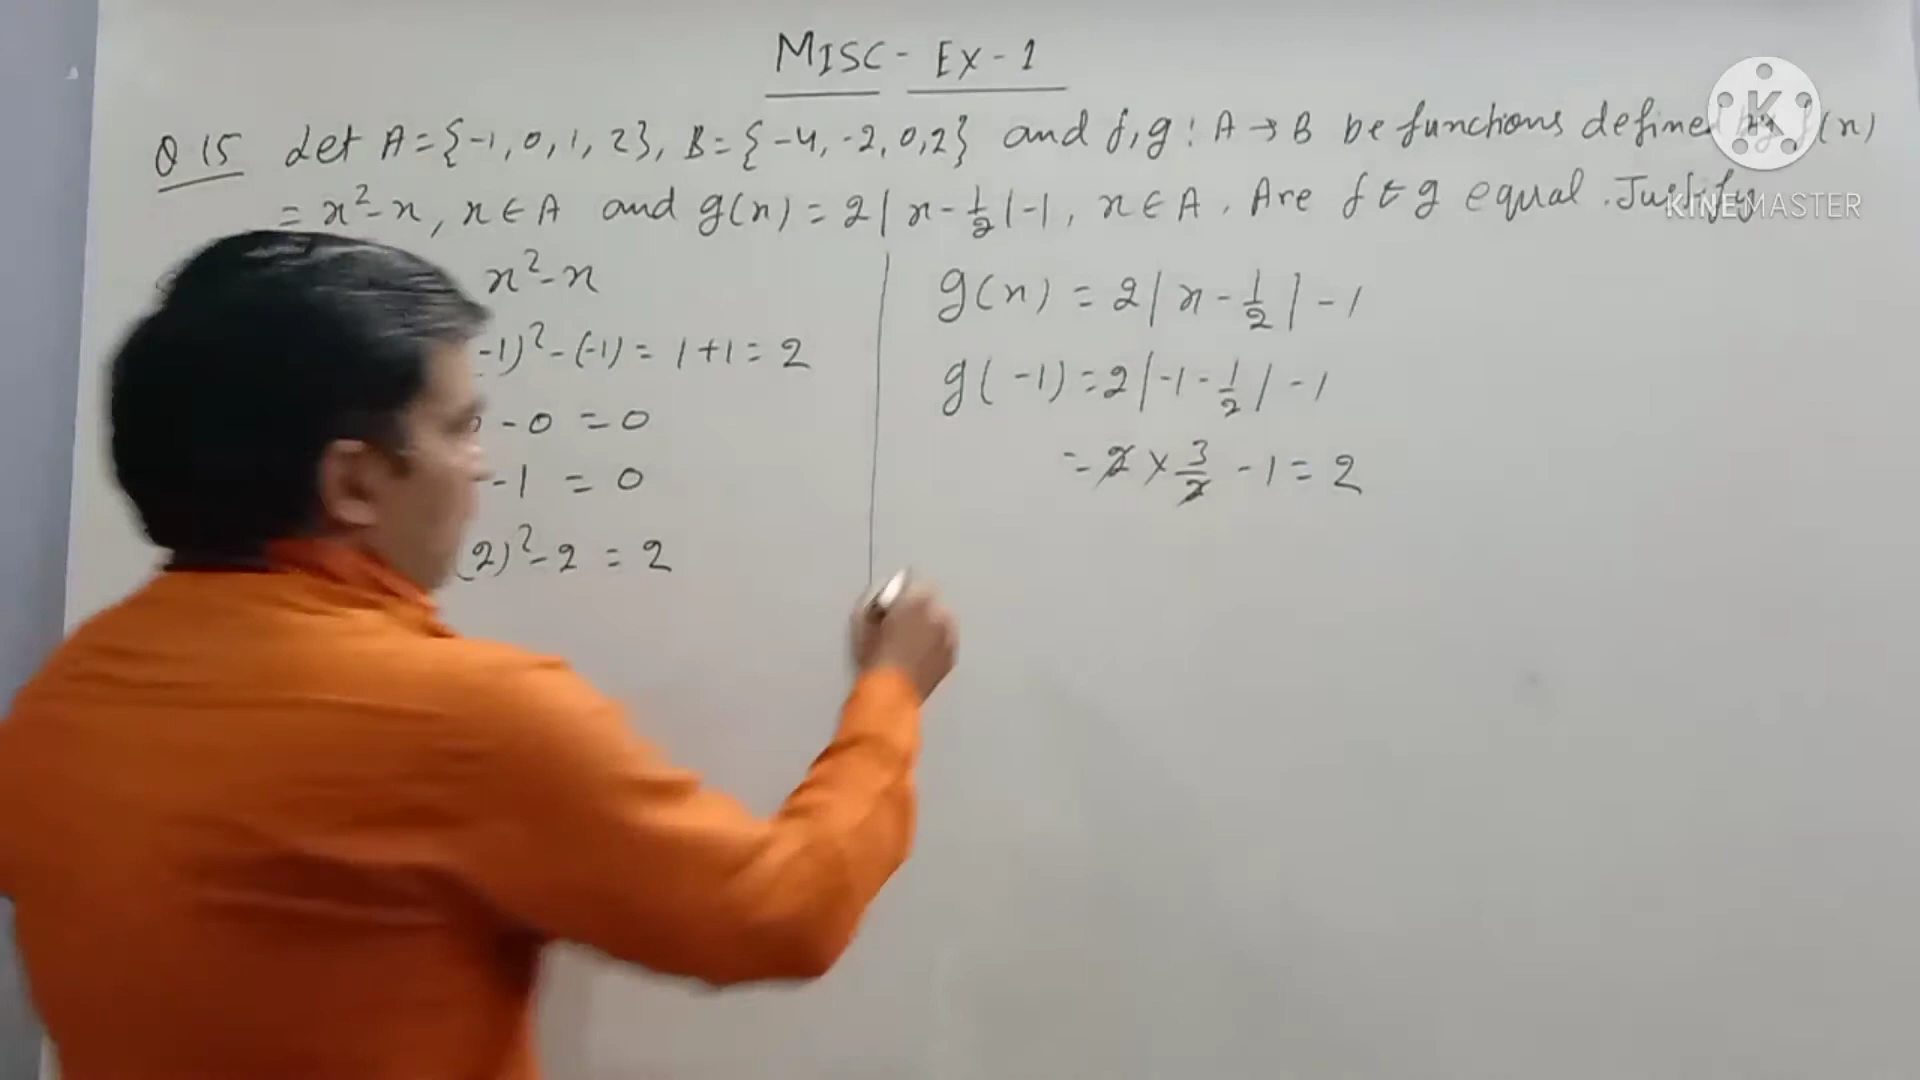 MISC - EX - 1
Q 15 Let A = {-1, 0, 1, 2}, B = {-4, -2, 0, 2} and f, g : A → B be functions defined by f(x)
= x² - x, x ∈ A and g(x) = 2 | x - 1/2 | - 1, x ∈ A. Are f & g equal. Justify
x² - x
-1)² - (-1) = 1 + 1 = 2
- 0 = 0
- 1 = 0
(2)² - 2 = 2
g(x) = 2 | x - 1/2 | - 1
g(-1) = 2 | -1 - 1/2 | - 1
= 2 × 3/2 - 1 = 2
K
KINEMASTER